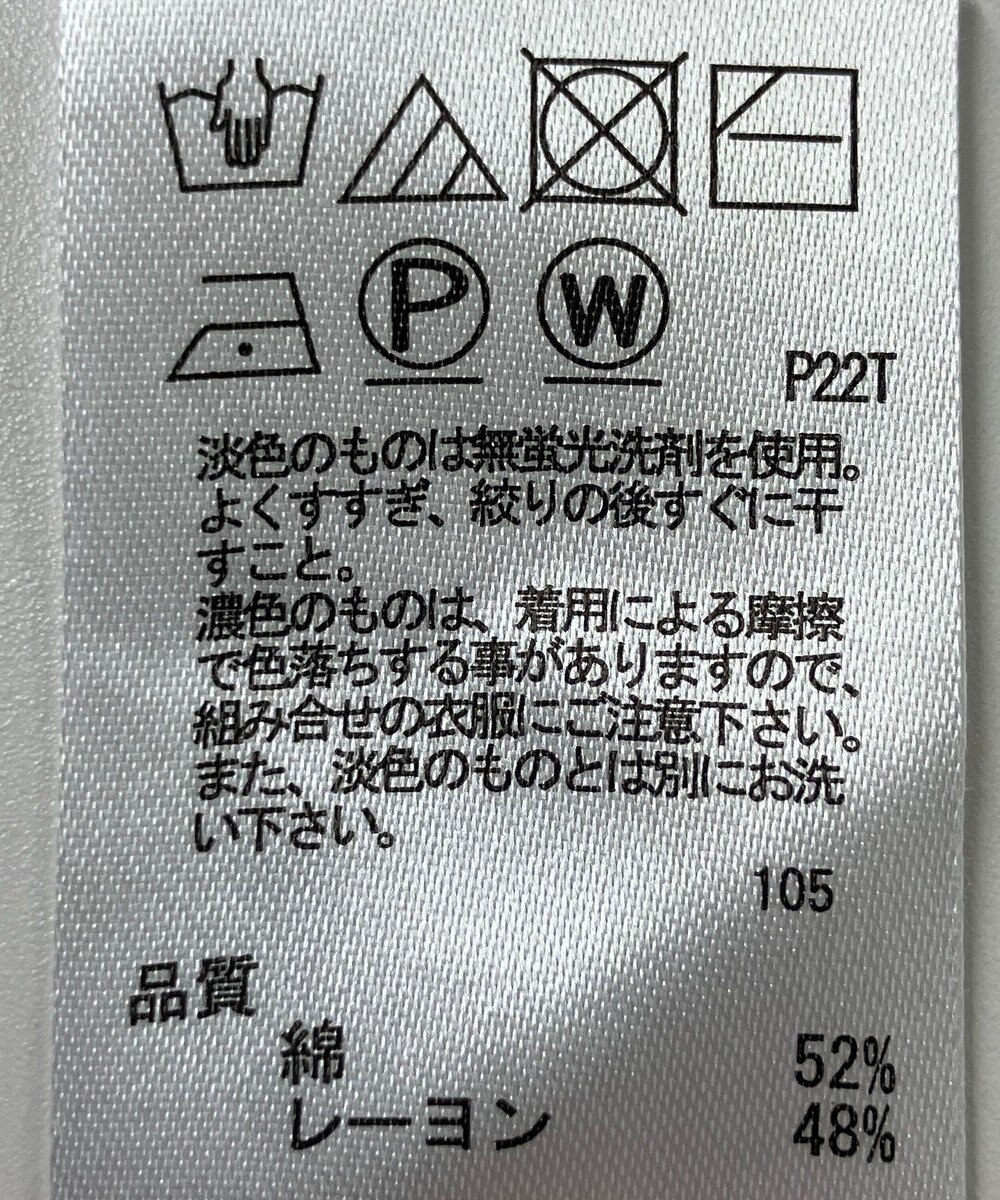 P
W
P22T
淡色のものは無蛍光洗剤を使用。
よくすすぎ、絞りの後すぐに干
すこと。
濃色のものは、着用による摩擦
で色落ちする事がありますので、
組み合せの衣服にご注意下さい。
また、淡色のものとは別にお洗
い下さい。
105
品質
綿 52%
レーヨン 48%